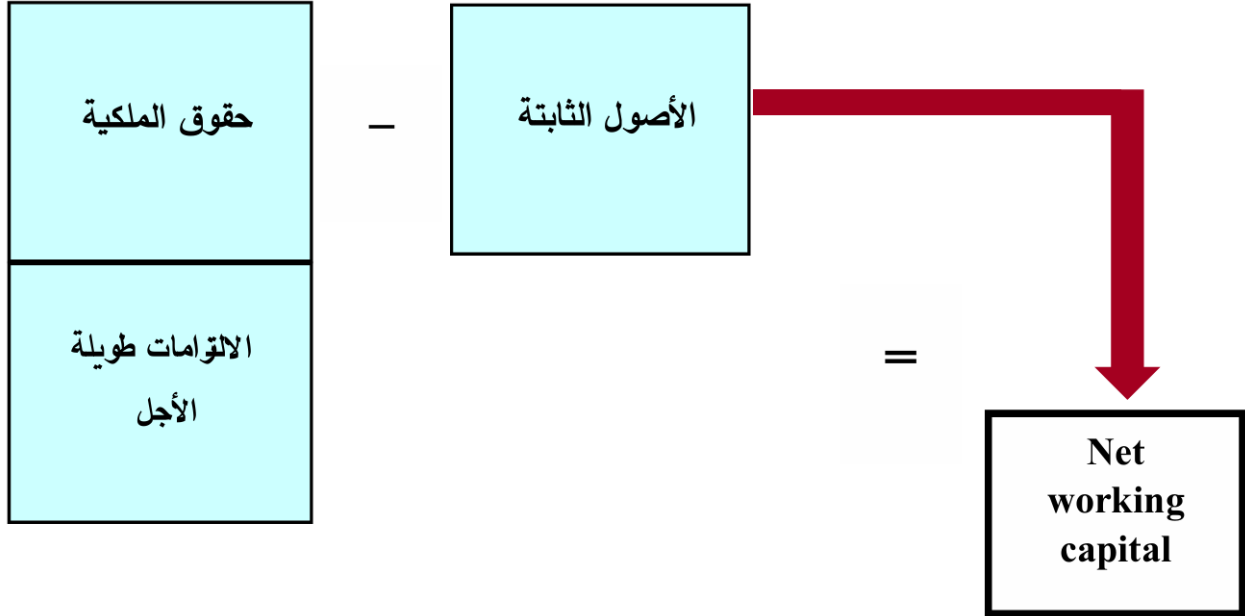 حقوق الملكية
–
الأصول الثابتة
الالتزامات طويلة
الأجل
=
Net
working
capital